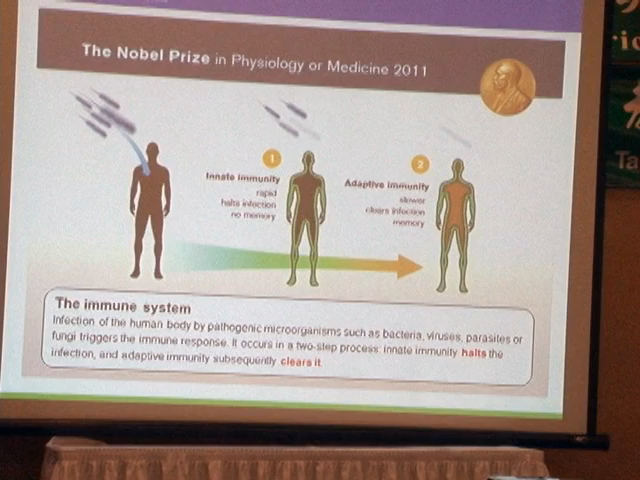 The Nobel Prize in Physiology or Medicine 2011
1
Innate immunity
rapid
halts infection
no memory
2
Adaptive immunity
slower
clears infection
memory
The immune system
Infection of the human body by pathogenic microorganisms such as bacteria, viruses, parasites or
fungi triggers the immune response. It occurs in a two-step process: innate immunity halts the
infection, and adaptive immunity subsequently clears it.
Ta